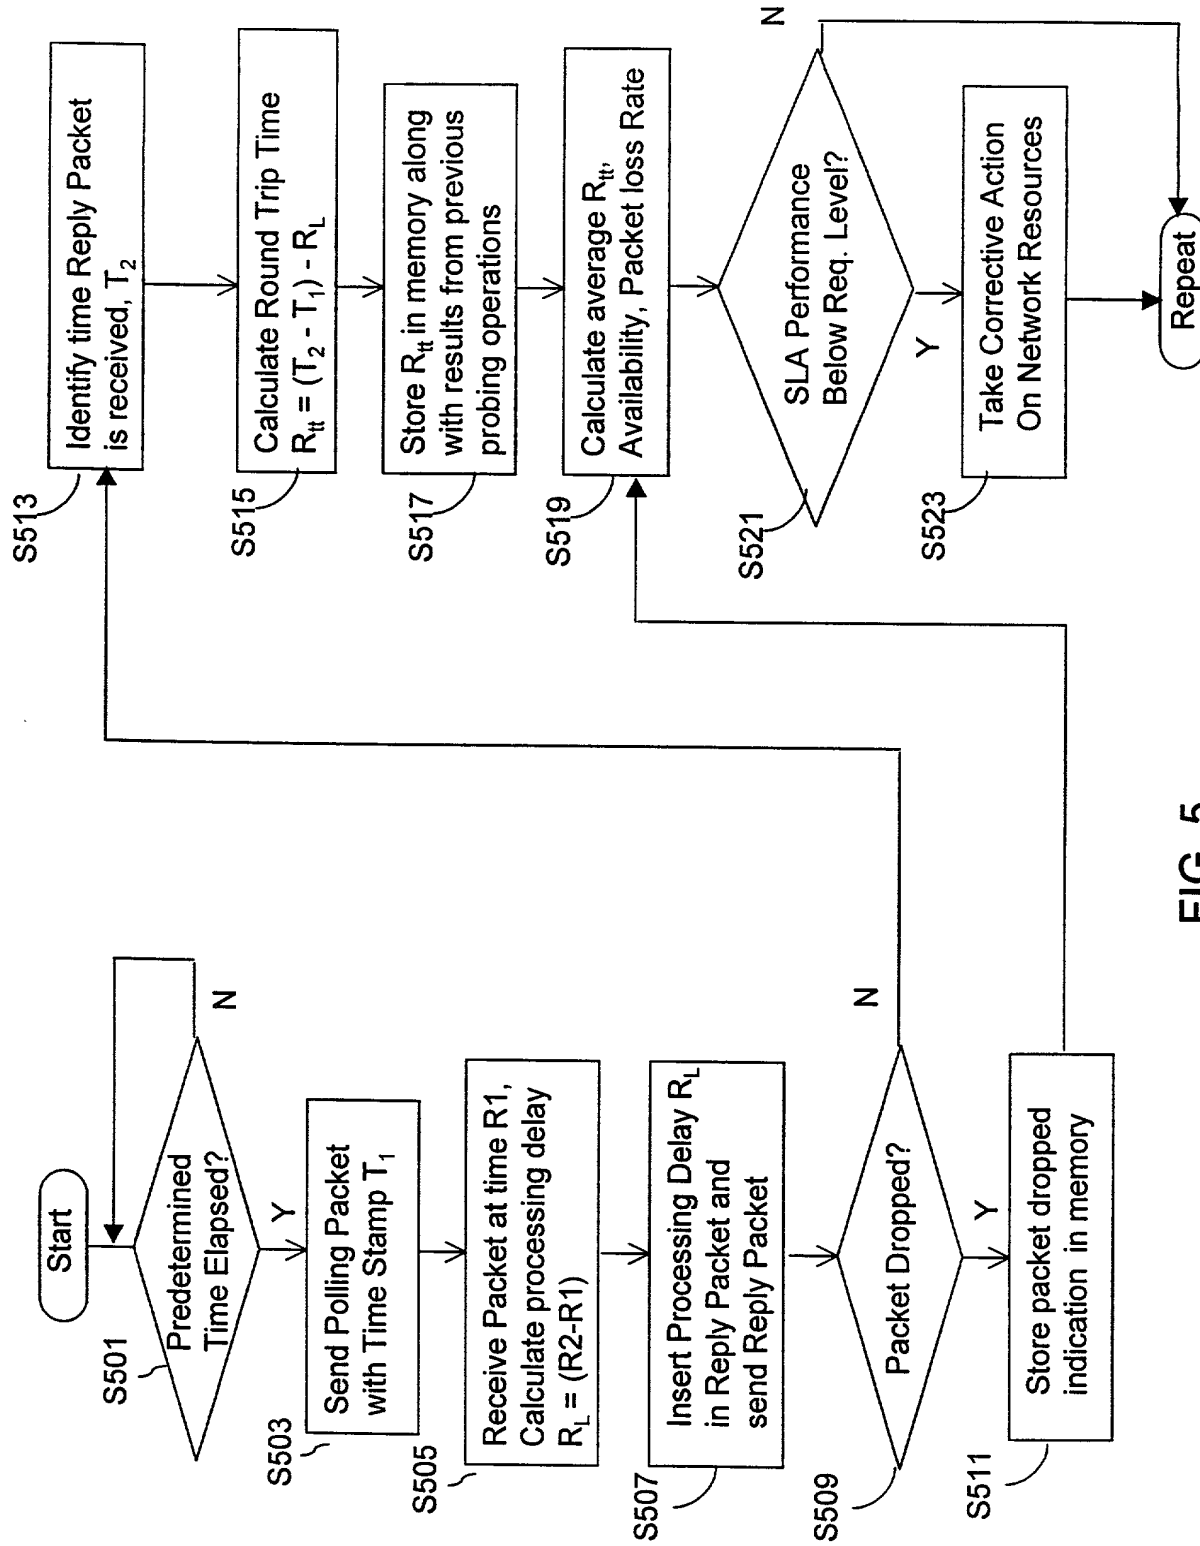 Start
S501
Predetermined
Time Elapsed?
N
Y
S503
Send Polling Packet
with Time Stamp T1
S505
Receive Packet at time R1,
Calculate processing delay
RL = (R2-R1)
S507
Insert Processing Delay RL
in Reply Packet and
send Reply Packet
S509
Packet Dropped?
N
Y
S511
Store packet dropped
indication in memory
S513
Identify time Reply Packet
is received, T2
S515
Calculate Round Trip Time
Rtt = (T2 - T1) - RL
S517
Store Rtt in memory along
with results from previous
probing operations
S519
Calculate average Rtt,
Availability, Packet loss Rate
S521
SLA Performance
Below Req. Level?
N
Y
S523
Take Corrective Action
On Network Resources
Repeat
FIG. 5